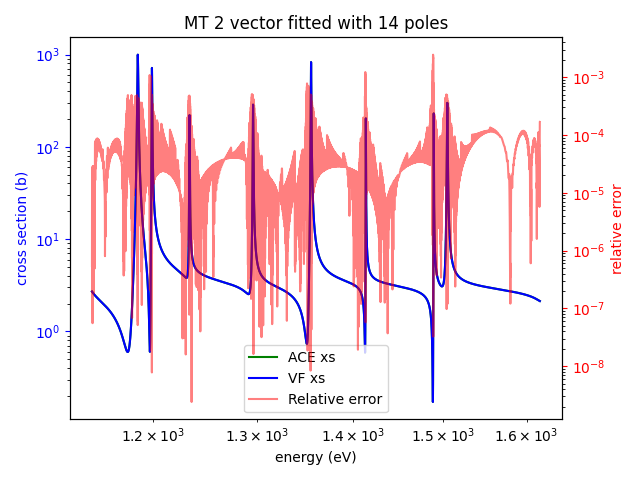 MT 2 vector fitted with 14 poles
cross section (b)
10³
10²
10¹
10⁰
10⁻³
10⁻⁴
10⁻⁵
10⁻⁶
10⁻⁷
10⁻⁸
relative error
ACE xs
VF xs
Relative error
1.2 × 10³ 1.3 × 10³ 1.4 × 10³ 1.5 × 10³ 1.6 × 10³
energy (eV)